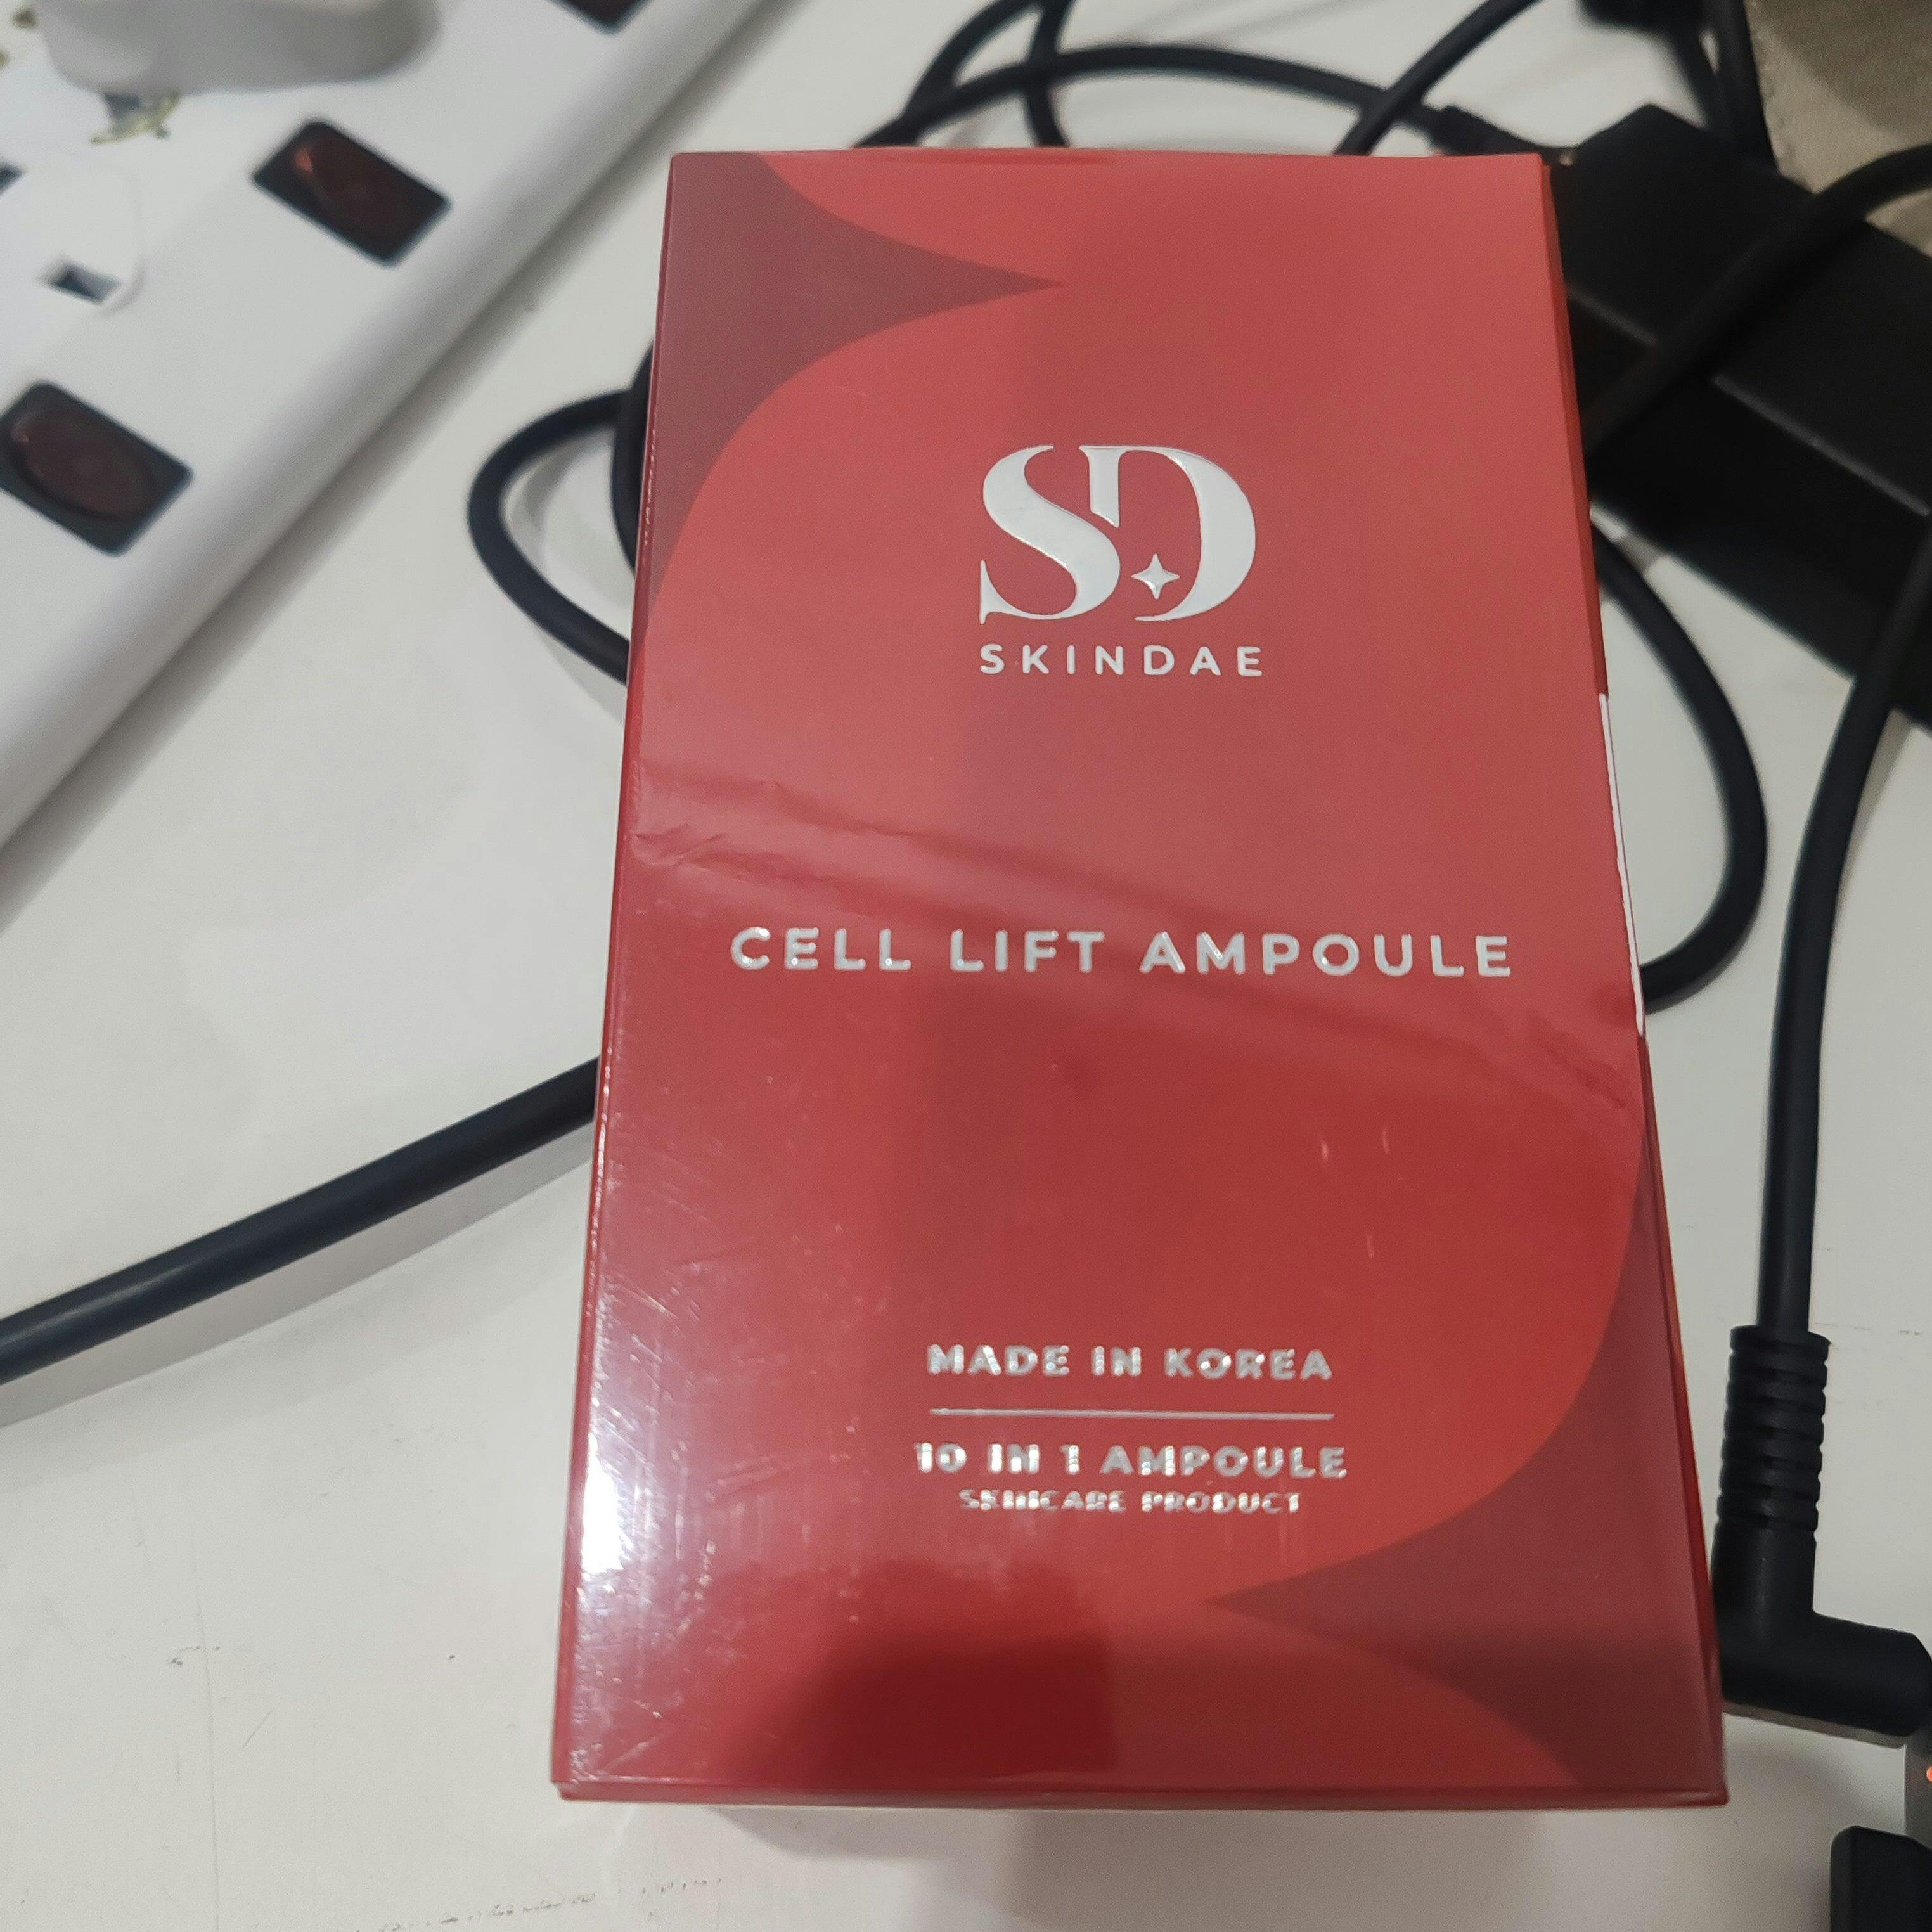 SD
SKINDAE
CELL LIFT AMPOULE
MADE IN KOREA
10 IN 1 AMPOULE
SKINCARE PRODUCT